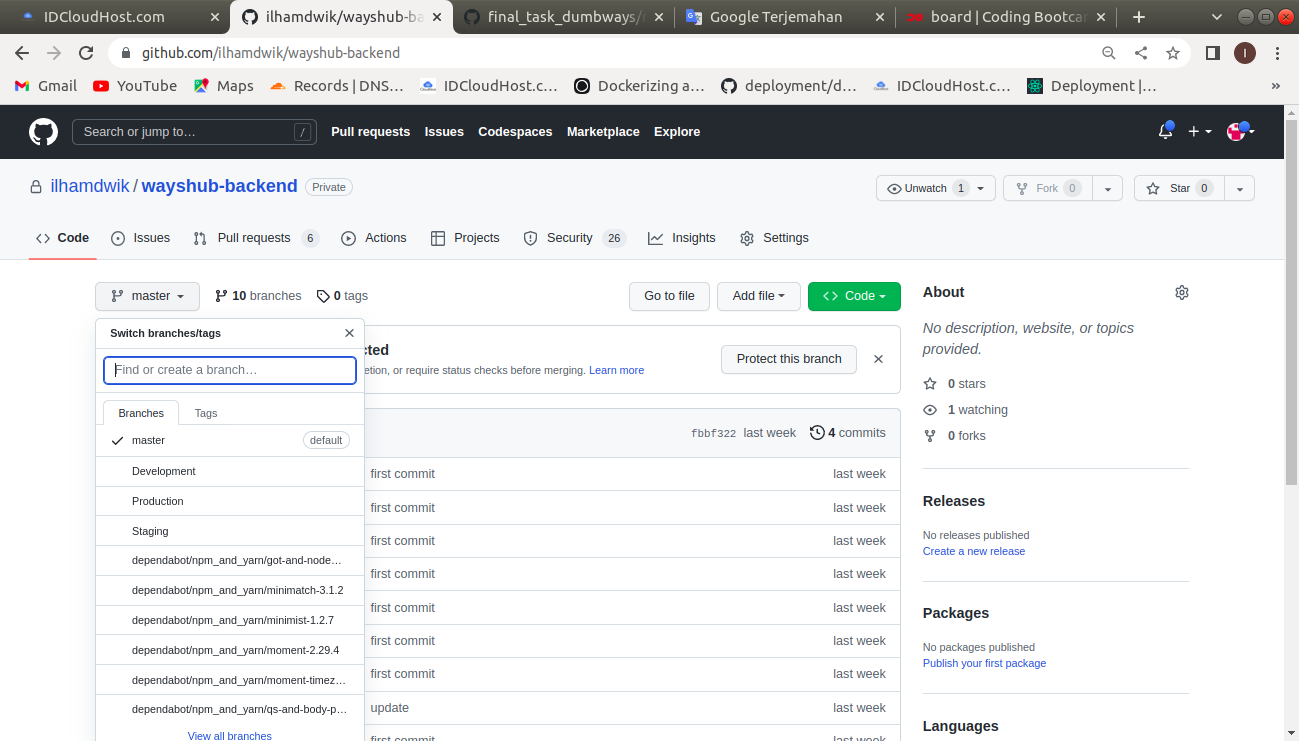 IDCloudHost.com
ilhamdwik/wayshub-ba
final_task_dumbways/
Google Terjemahan
board | Coding Bootcar
github.com/ilhamdwik/wayshub-backend
I
Gmail
YouTube
Maps
Records | DNS…
IDCloudHost.c…
Dockerizing a…
deployment/d…
IDCloudHost.c…
Deployment |…
»
Search or jump to…
/
Pull requests
Issues
Codespaces
Marketplace
Explore
ilhamdwik / wayshub-backend
Private
Unwatch 1
Fork 0
Star 0
Code
Issues
Pull requests 6
Actions
Projects
Security 26
Insights
Settings
master
10 branches
0 tags
Go to file
Add file
Code
Switch branches/tags
Find or create a branch…
Branches
Tags
master
default
Development
Production
Staging
dependabot/npm_and_yarn/got-and-node…
dependabot/npm_and_yarn/minimatch-3.1.2
dependabot/npm_and_yarn/minimist-1.2.7
dependabot/npm_and_yarn/moment-2.29.4
dependabot/npm_and_yarn/moment-timez…
dependabot/npm_and_yarn/qs-and-body-p…
View all branches
cted
etion, or require status checks before merging. Learn more
Protect this branch
fbbf322 last week
4 commits
first commit last week
first commit last week
first commit last week
first commit last week
first commit last week
first commit last week
first commit last week
update last week
first commit last week
About
No description, website, or topics
provided.
0 stars
1 watching
0 forks
Releases
No releases published
Create a new release
Packages
No packages published
Publish your first package
Languages